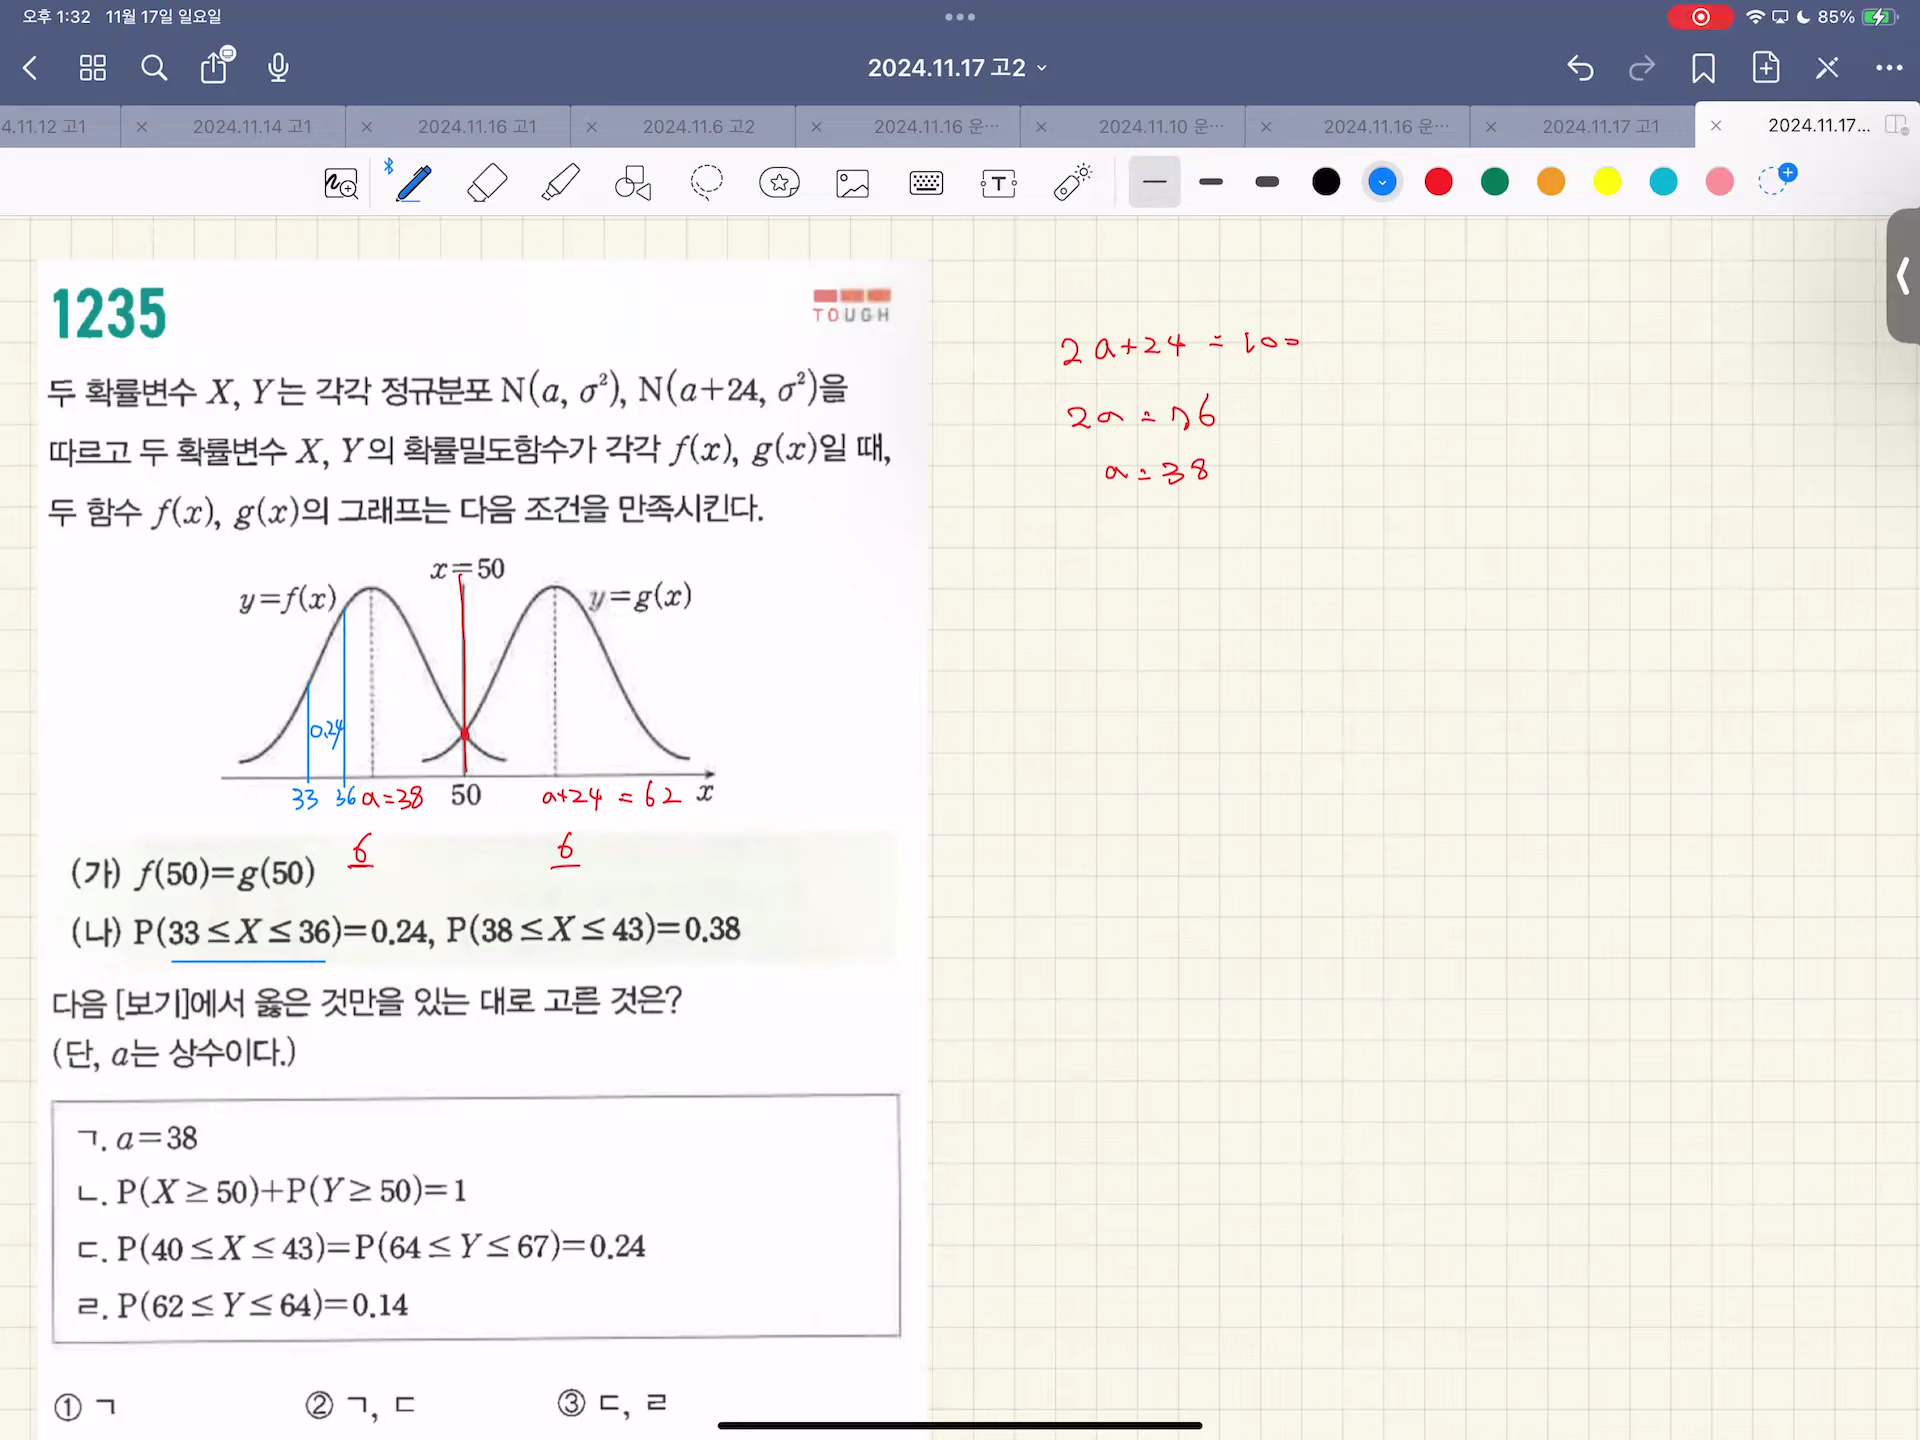 오후 1:32 11월 17일 일요일
85%
2024.11.17 고2
4.11.12 고1
2024.11.14 고1
2024.11.16 고1
2024.11.6 고2
2024.11.16 운…
2024.11.10 운…
2024.11.16 운…
2024.11.17 고1
2024.11.17...
1235
TOUGH
두 확률변수 X, Y는 각각 정규분포 N(a, σ²), N(a+24, σ²)을
따르고 두 확률변수 X, Y의 확률밀도함수가 각각 f(x), g(x)일 때,
두 함수 f(x), g(x)의 그래프는 다음 조건을 만족시킨다.
x=50
y=f(x)
y=g(x)
0.24
33 36 a=38 50 a+24 = 62 x
6 6
(가) f(50)=g(50)
(나) P(33≤X≤36)=0.24, P(38≤X≤43)=0.38
다음 [보기]에서 옳은 것만을 있는 대로 고른 것은?
(단, a는 상수이다.)
ㄱ. a=38
ㄴ. P(X≥50)+P(Y≥50)=1
ㄷ. P(40≤X≤43)=P(64≤Y≤67)=0.24
ㄹ. P(62≤Y≤64)=0.14
① ㄱ ② ㄱ, ㄷ ③ ㄷ, ㄹ
2a+24 = 100
2a = 76
a=38